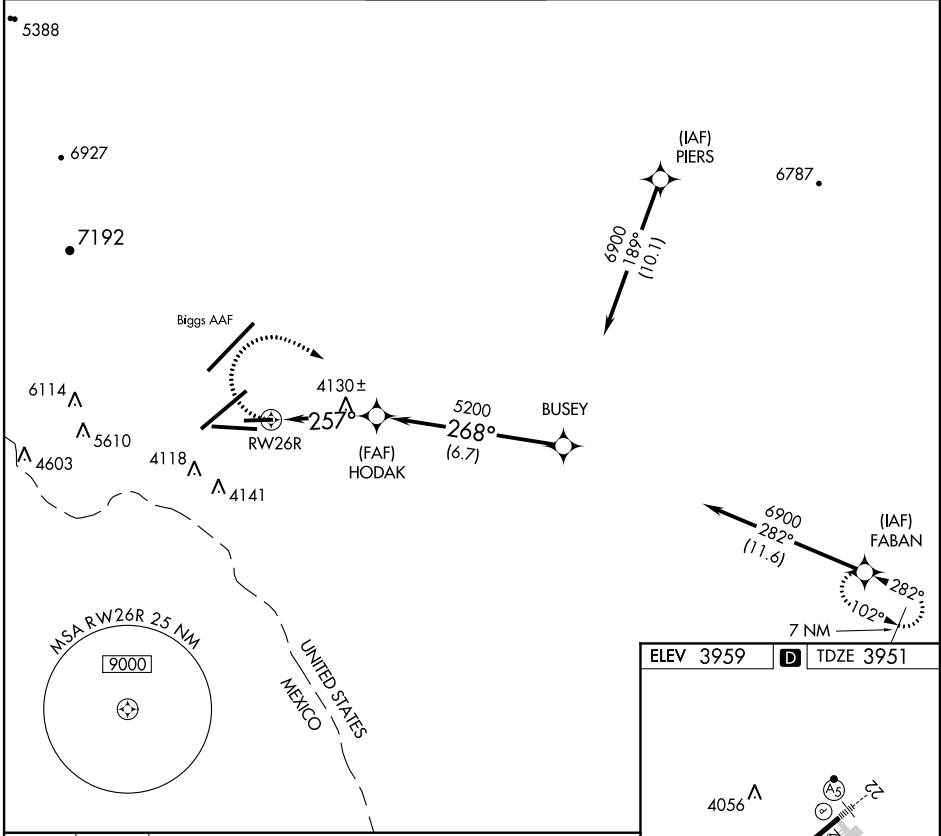 5388
(IAF)
PIERS
6927
6787
7192
6900
189°
(10.1)
Biggs AAF
4130±
6114
5200
BUSEY
257°
268°
RW26R
(6.7)
5610
(FAF)
HODAK
4603
4118
4141
6900
282°
(11.6)
(IAF)
FABAN
282°
102°
7 NM
MSA RW26R 25 NM
9000
UNITED STATES
MEXICO
ELEV 3959
D
TDZE 3951
4056
A5
22
P